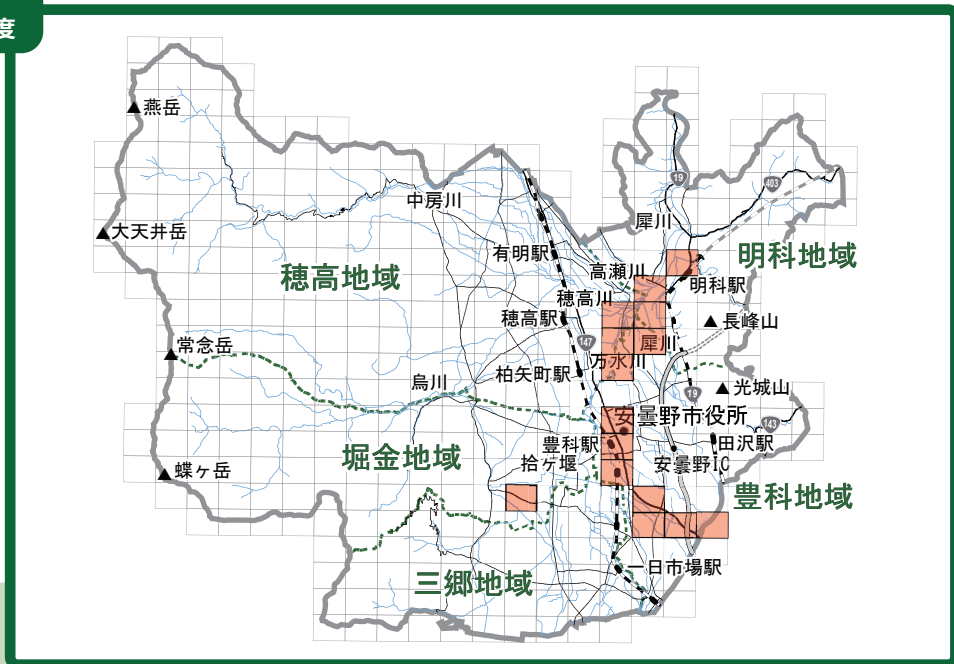 度
▲燕岳
19
403
中房川
犀川
▲大天井岳
有明駅
明科地域
穂高地域
高瀬川
明科駅
穂高川
穂高駅
▲長峰山
147
犀川
▲常念岳
万水川
柏矢町駅
烏川
▲光城山
19
安曇野市役所
143
豊科駅
田沢駅
堀金地域
拾ケ堰
安曇野IC
▲蝶ヶ岳
豊科地域
一日市場駅
三郷地域